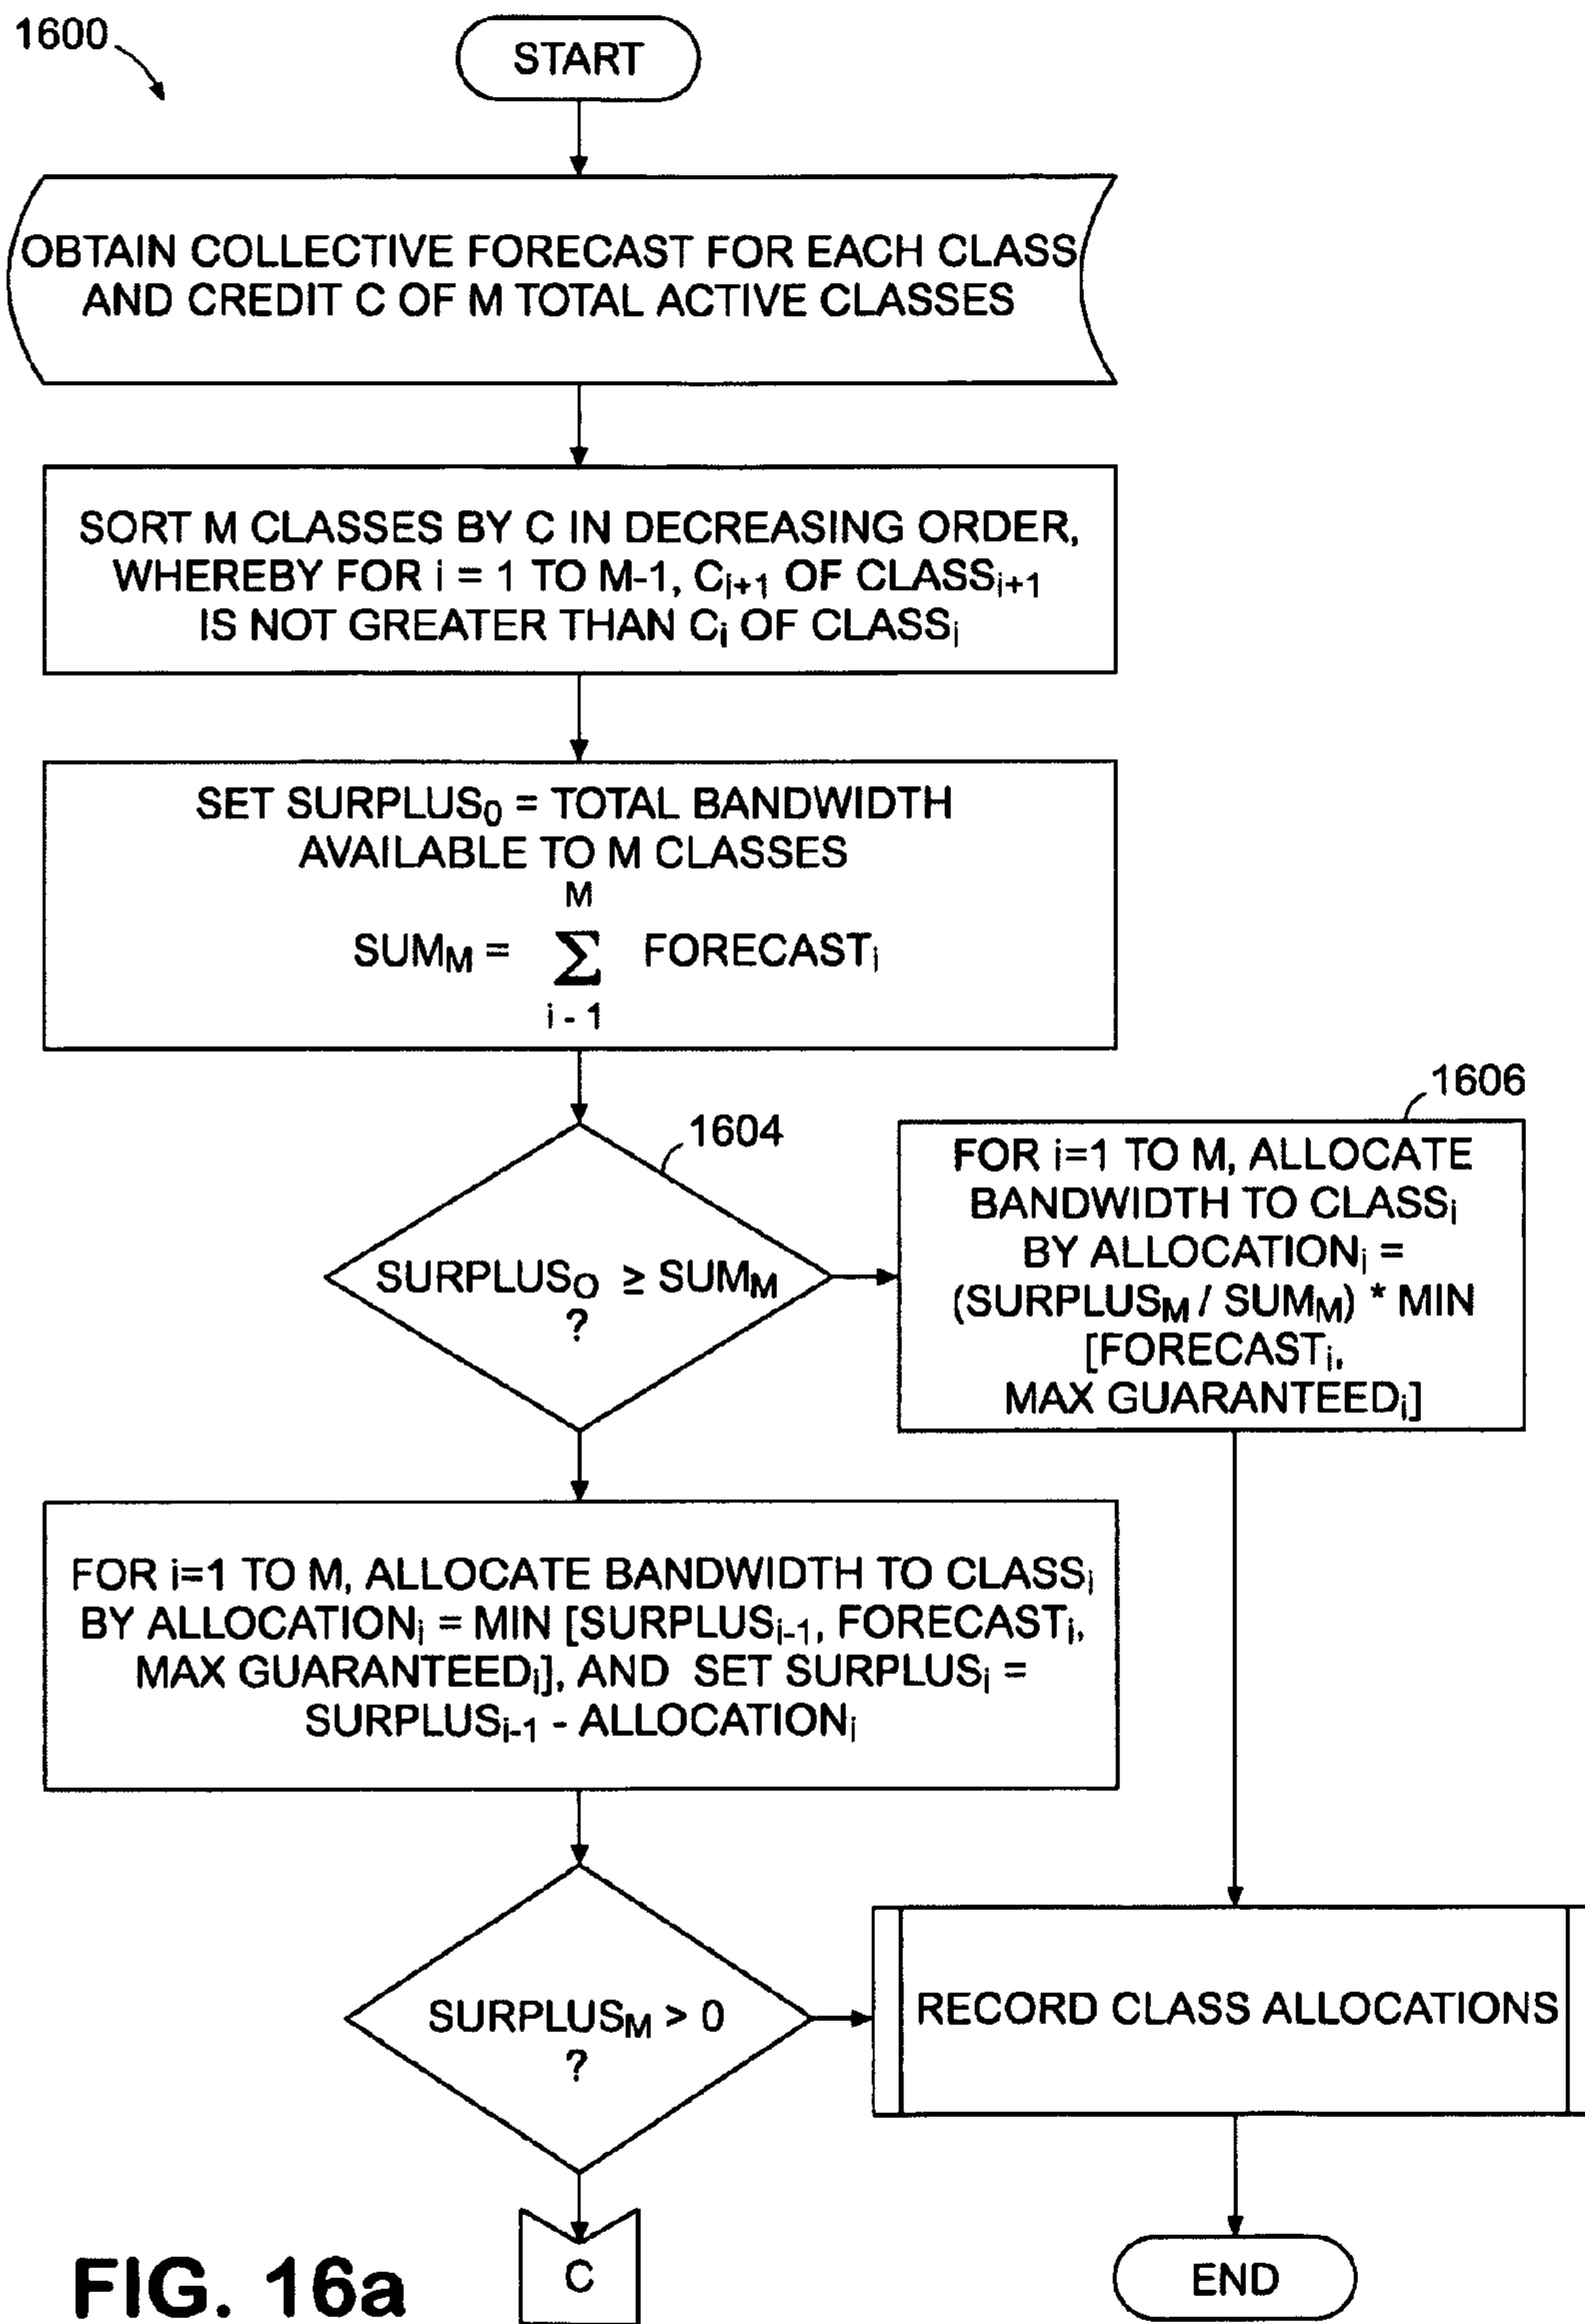 1600
START
OBTAIN COLLECTIVE FORECAST FOR EACH CLASS
AND CREDIT C OF M TOTAL ACTIVE CLASSES
SORT M CLASSES BY C IN DECREASING ORDER,
WHEREBY FOR i = 1 TO M-1, Ci+1 OF CLASSi+1
IS NOT GREATER THAN Ci OF CLASSi
SET SURPLUS0 = TOTAL BANDWIDTH
AVAILABLE TO M CLASSES
M
SUMM = Σ FORECASTi
i - 1
1604
SURPLUSO ≥ SUMM
?
1606
FOR i=1 TO M, ALLOCATE
BANDWIDTH TO CLASSi
BY ALLOCATIONi =
(SURPLUSM / SUMM) * MIN
[FORECASTi,
MAX GUARANTEEDi]
FOR i=1 TO M, ALLOCATE BANDWIDTH TO CLASSi
BY ALLOCATIONi = MIN [SURPLUSi-1, FORECASTi,
MAX GUARANTEEDi], AND SET SURPLUSi =
SURPLUSi-1 - ALLOCATIONi
SURPLUSM > 0
?
RECORD CLASS ALLOCATIONS
C
END
FIG. 16a